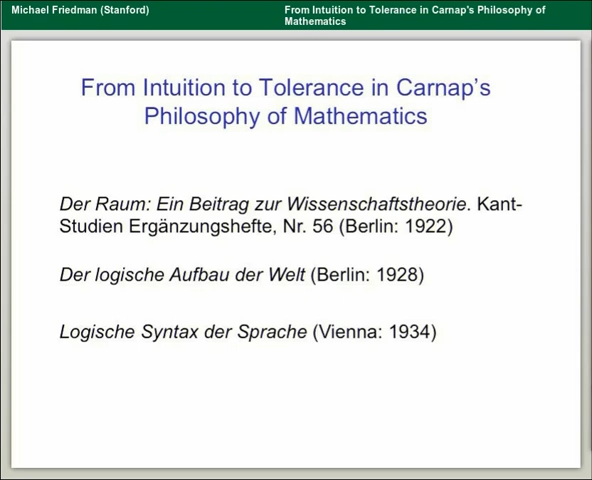 Michael Friedman (Stanford)
From Intuition to Tolerance in Carnap's Philosophy of
Mathematics
From Intuition to Tolerance in Carnap's
Philosophy of Mathematics
Der Raum: Ein Beitrag zur Wissenschaftstheorie. Kant-
Studien Ergänzungshefte, Nr. 56 (Berlin: 1922)
Der logische Aufbau der Welt (Berlin: 1928)
Logische Syntax der Sprache (Vienna: 1934)